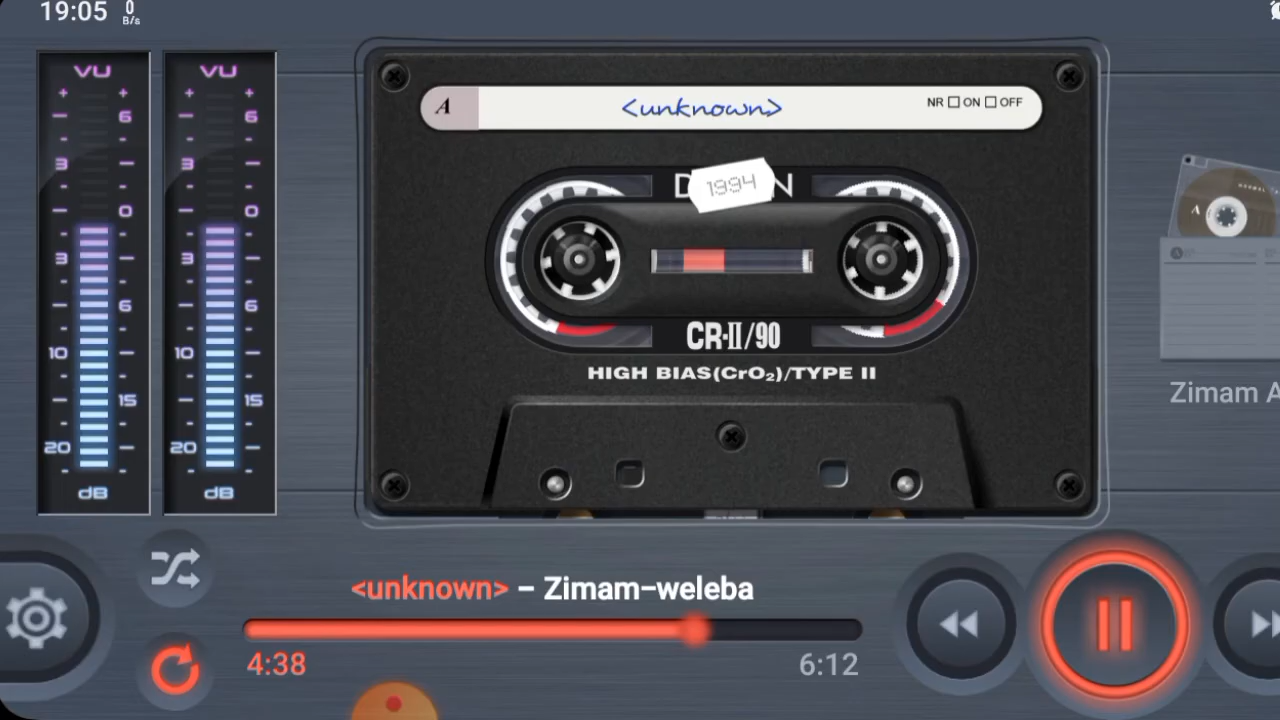 19:05 0 B/s
VU VU
+ + + +
6 6
3 3
0 0
3 3
6 6
10 10
15 15
20 20
dB dB
A <unknown> NR ON OFF
1994
CR-II/90
HIGH BIAS(CrO₂)/TYPE II
A
Zimam A
<unknown> – Zimam–weleba
4:38 6:12